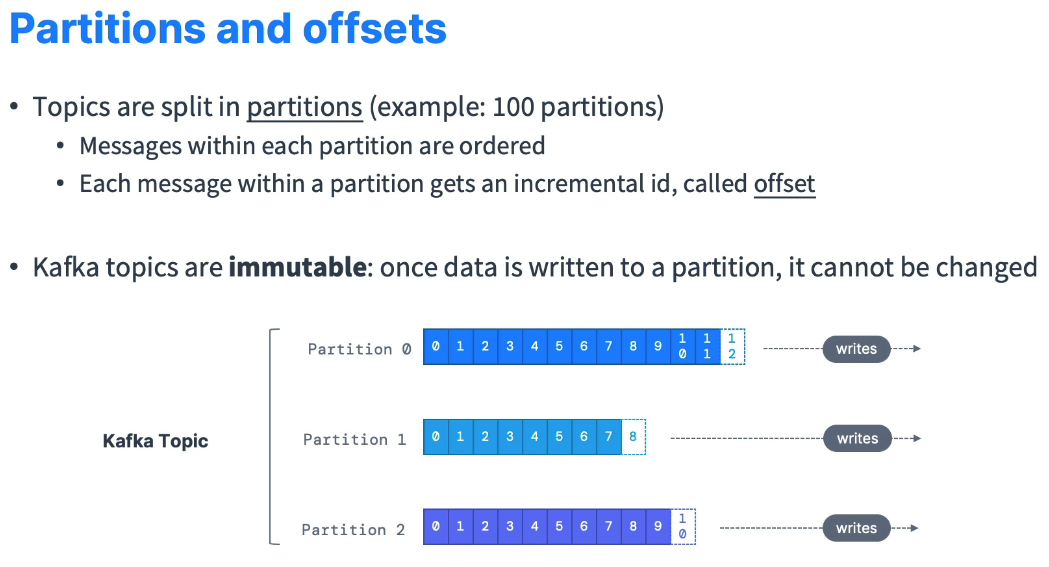 Partitions and offsets
• Topics are split in partitions (example: 100 partitions)
• Messages within each partition are ordered
• Each message within a partition gets an incremental id, called offset
• Kafka topics are immutable: once data is written to a partition, it cannot be changed
Partition 0 0 1 2 3 4 5 6 7 8 9 10 11 12 writes
Kafka Topic
Partition 1 0 1 2 3 4 5 6 7 8 writes
Partition 2 0 1 2 3 4 5 6 7 8 9 10 writes